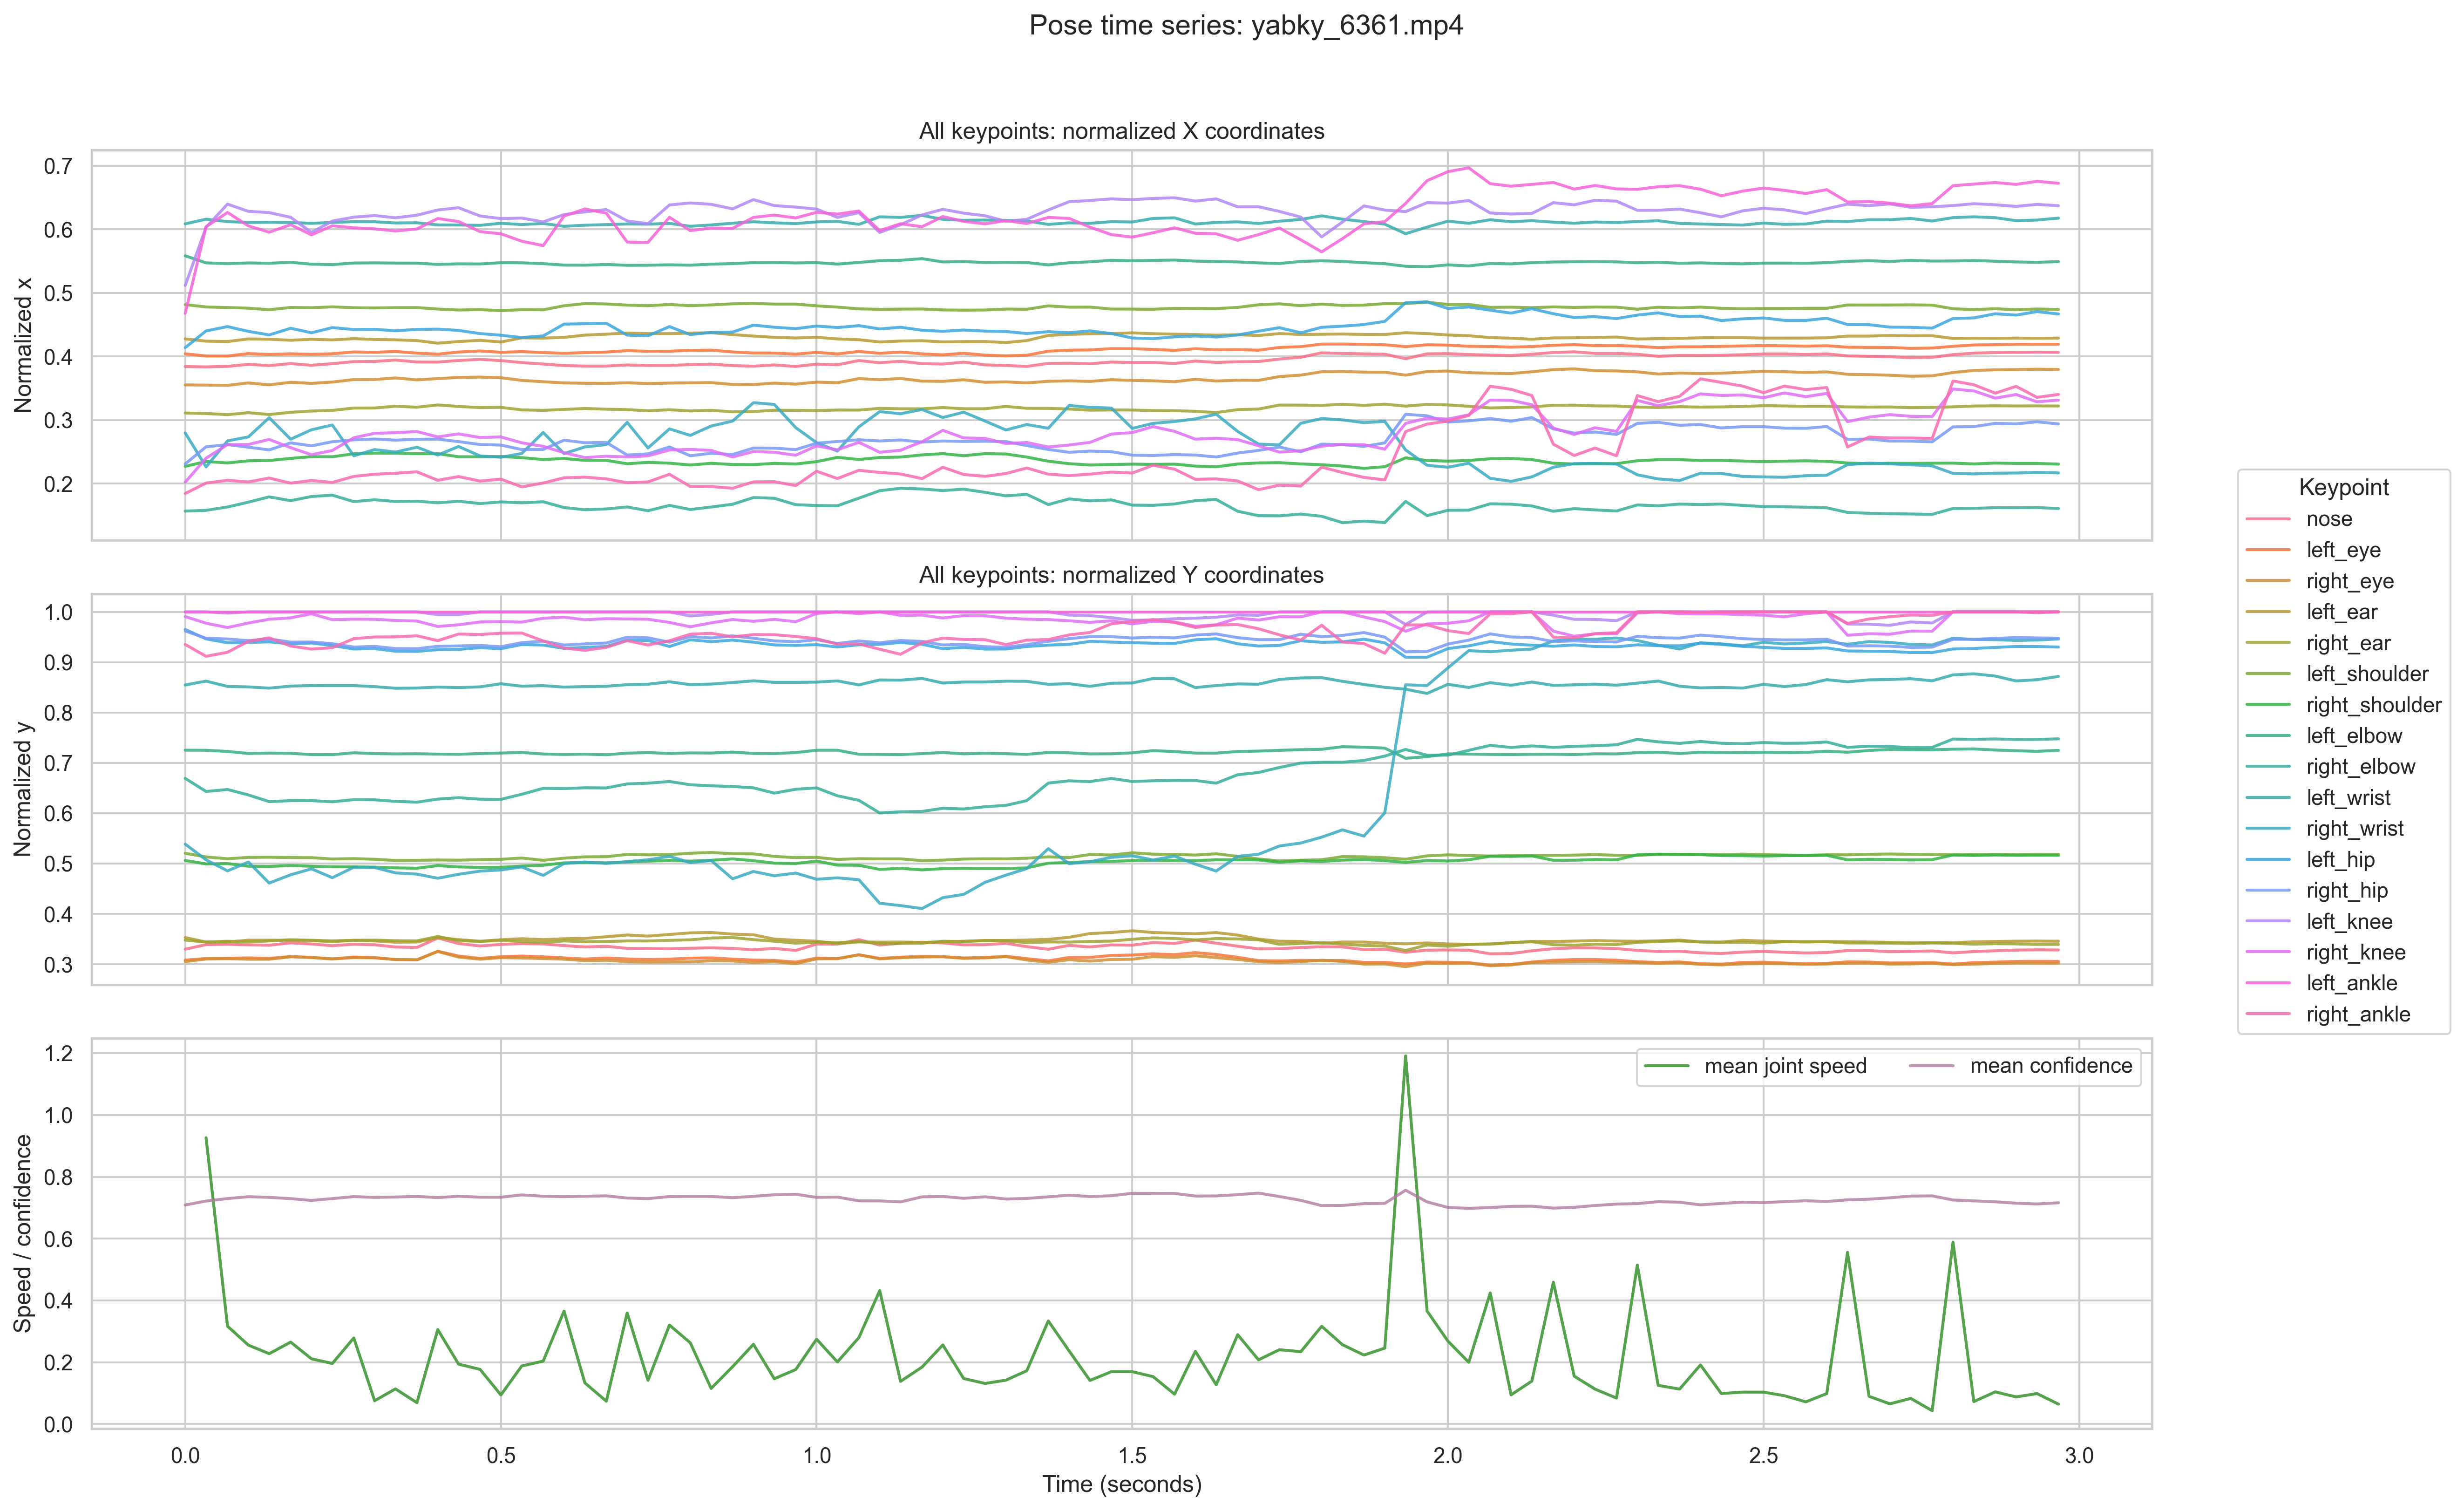 Pose time series: yabky_6361.mp4
All keypoints: normalized X coordinates
Normalized x
0.7
0.6
0.5
0.4
0.3
0.2
All keypoints: normalized Y coordinates
Normalized y
1.0
0.9
0.8
0.7
0.6
0.5
0.4
0.3
Keypoint
nose
left_eye
right_eye
left_ear
right_ear
left_shoulder
right_shoulder
left_elbow
right_elbow
left_wrist
right_wrist
left_hip
right_hip
left_knee
right_knee
left_ankle
right_ankle
Speed / confidence
1.2
1.0
0.8
0.6
0.4
0.2
0.0
mean joint speed mean confidence
0.0 0.5 1.0 1.5 2.0 2.5 3.0
Time (seconds)